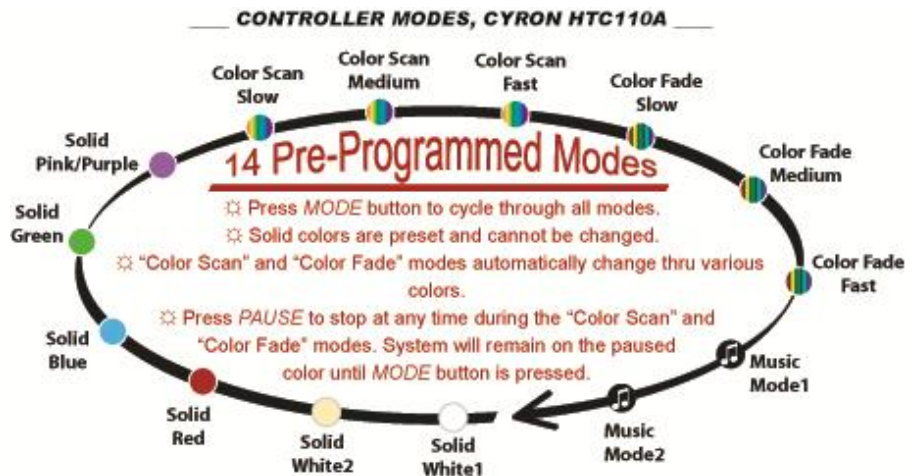 CONTROLLER MODES, CYRON HTC110A
Color Scan
Slow
Color Scan
Medium
Color Scan
Fast
Color Fade
Slow
Color Fade
Medium
Color Fade
Fast
Music
Mode1
Music
Mode2
Solid
White1
Solid
White2
Solid
Red
Solid
Blue
Solid
Green
Solid
Pink/Purple
14 Pre-Programmed Modes
☼ Press MODE button to cycle through all modes.
☼ Solid colors are preset and cannot be changed.
☼ “Color Scan” and “Color Fade” modes automatically change thru various
colors.
☼ Press PAUSE to stop at any time during the “Color Scan” and
“Color Fade” modes. System will remain on the paused
color until MODE button is pressed.